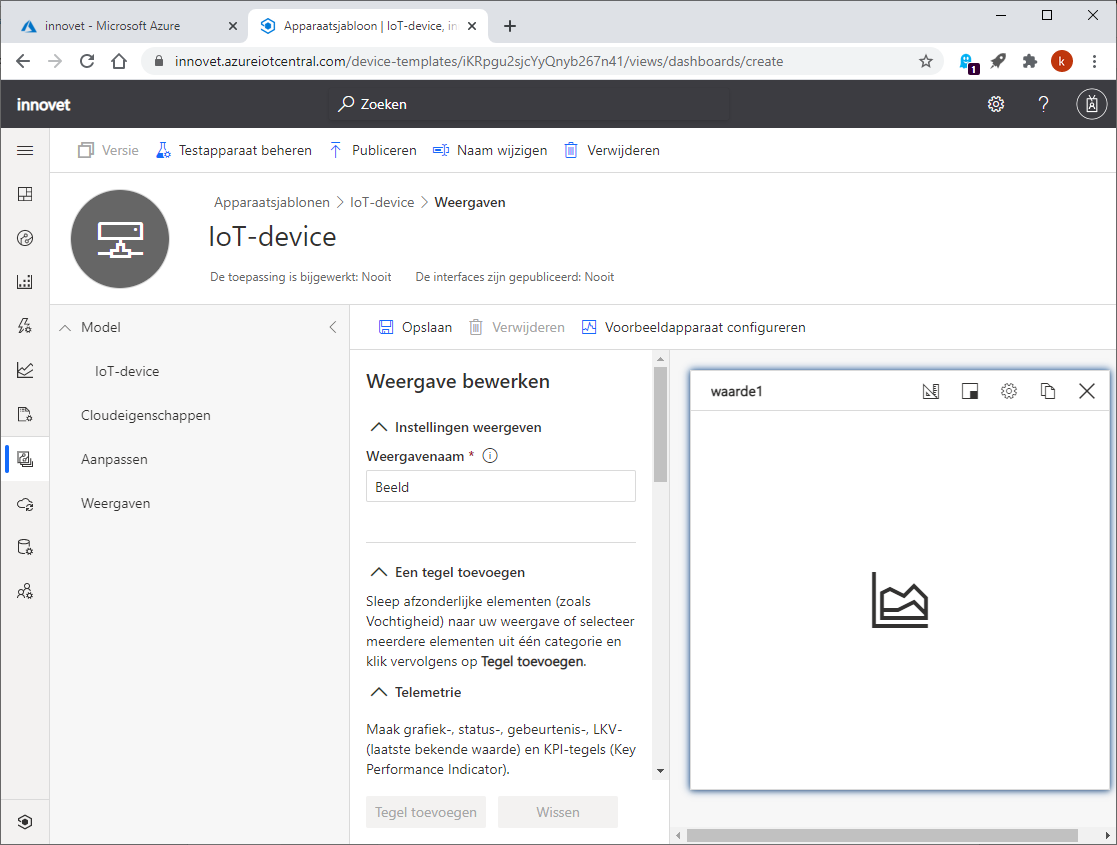 innovet - Microsoft Azure
Apparaatsjabloon | IoT-device, in
innovet.azureiotcentral.com/device-templates/iKRpgu2sjcYyQnyb267n41/views/dashboards/create
1
k
innovet
Zoeken
?
Versie
Testapparaat beheren
Publiceren
Naam wijzigen
Verwijderen
Apparaatsjablonen > IoT-device > Weergaven
IoT-device
De toepassing is bijgewerkt: Nooit
De interfaces zijn gepubliceerd: Nooit
Model
IoT-device
Cloudeigenschappen
Aanpassen
Weergaven
Opslaan
Verwijderen
Voorbeeldapparaat configureren
Weergave bewerken
Instellingen weergeven
Weergavenaam *
Beeld
Een tegel toevoegen
Sleep afzonderlijke elementen (zoals
Vochtigheid) naar uw weergave of selecteer
meerdere elementen uit één categorie en
klik vervolgens op Tegel toevoegen.
Telemetrie
Maak grafiek-, status-, gebeurtenis-, LKV-
(laatste bekende waarde) en KPI-tegels (Key
Performance Indicator).
Tegel toevoegen
Wissen
waarde1